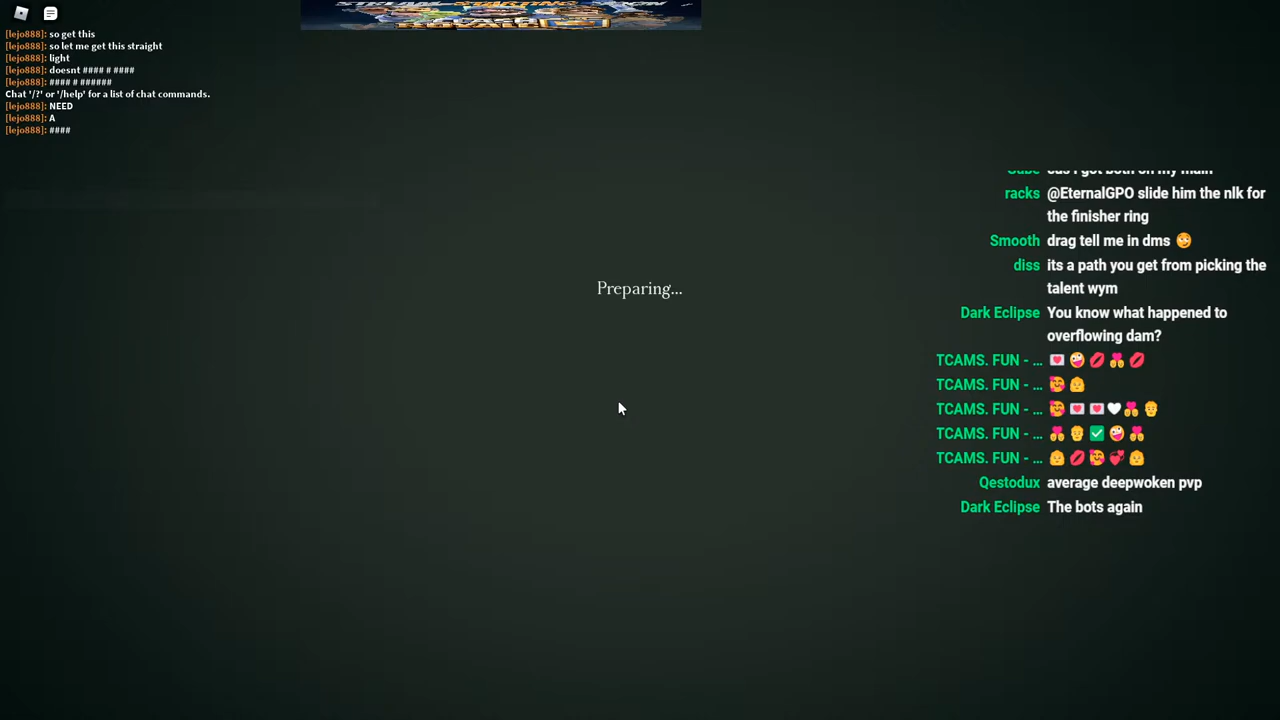 [lejo888]: so get this
[lejo888]: so let me get this straight
[lejo888]: light
[lejo888]: doesnt #### # ####
[lejo888]: #### # ######
Chat '/?' or '/help' for a list of chat commands.
[lejo888]: NEED
[lejo888]: A
[lejo888]: ####
Preparing...
racks @EternalGPO slide him the nlk for
the finisher ring
Smooth drag tell me in dms 😳
diss its a path you get from picking the
talent wym
Dark Eclipse You know what happened to
overflowing dam?
TCAMS. FUN - ... 💌 🤪 💋 💏 💋
TCAMS. FUN - ... 🥰 👵
TCAMS. FUN - ... 🥰 💌 💌 🤍 💏 👴
TCAMS. FUN - ... 💏 👴 ✅ 🤪 💏
TCAMS. FUN - ... 👵 💋 🥰 💞 👵
Qestodux average deepwoken pvp
Dark Eclipse The bots again